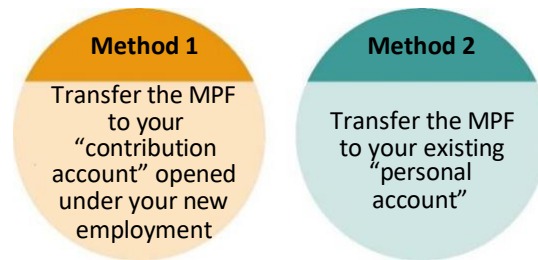 Method 1
Transfer the MPF
to your
“contribution
account” opened
under your new
employment
Method 2
Transfer the MPF
to your existing
“personal
account”